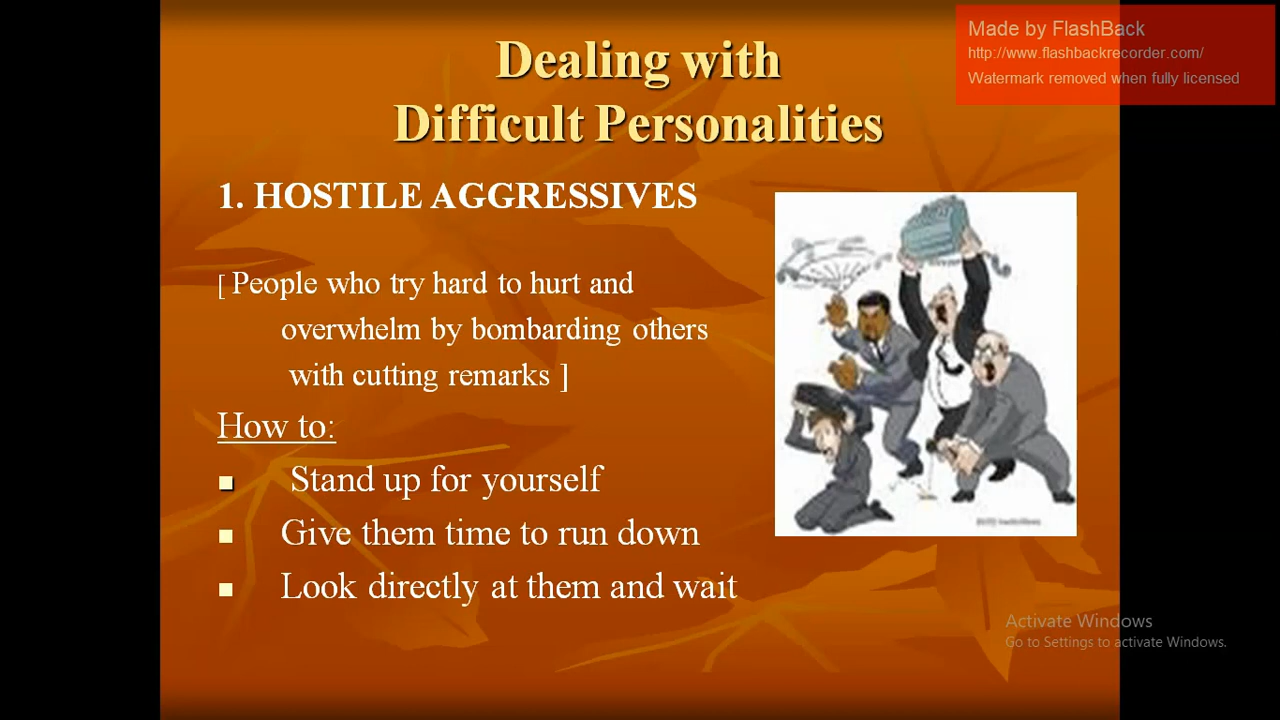 Dealing with
Difficult Personalities
Made by FlashBack
http://www.flashbackrecorder.com/
Watermark removed when fully licensed
1. HOSTILE AGGRESSIVES
[ People who try hard to hurt and
overwhelm by bombarding others
with cutting remarks ]
How to:
Stand up for yourself
Give them time to run down
Look directly at them and wait
Activate Windows
Go to Settings to activate Windows.